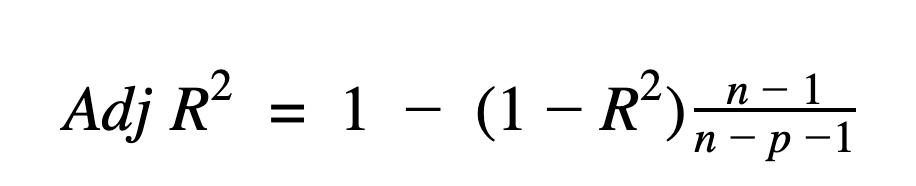 Adj R² = 1 − (1 − R²) (n − 1)/(n − p −1)